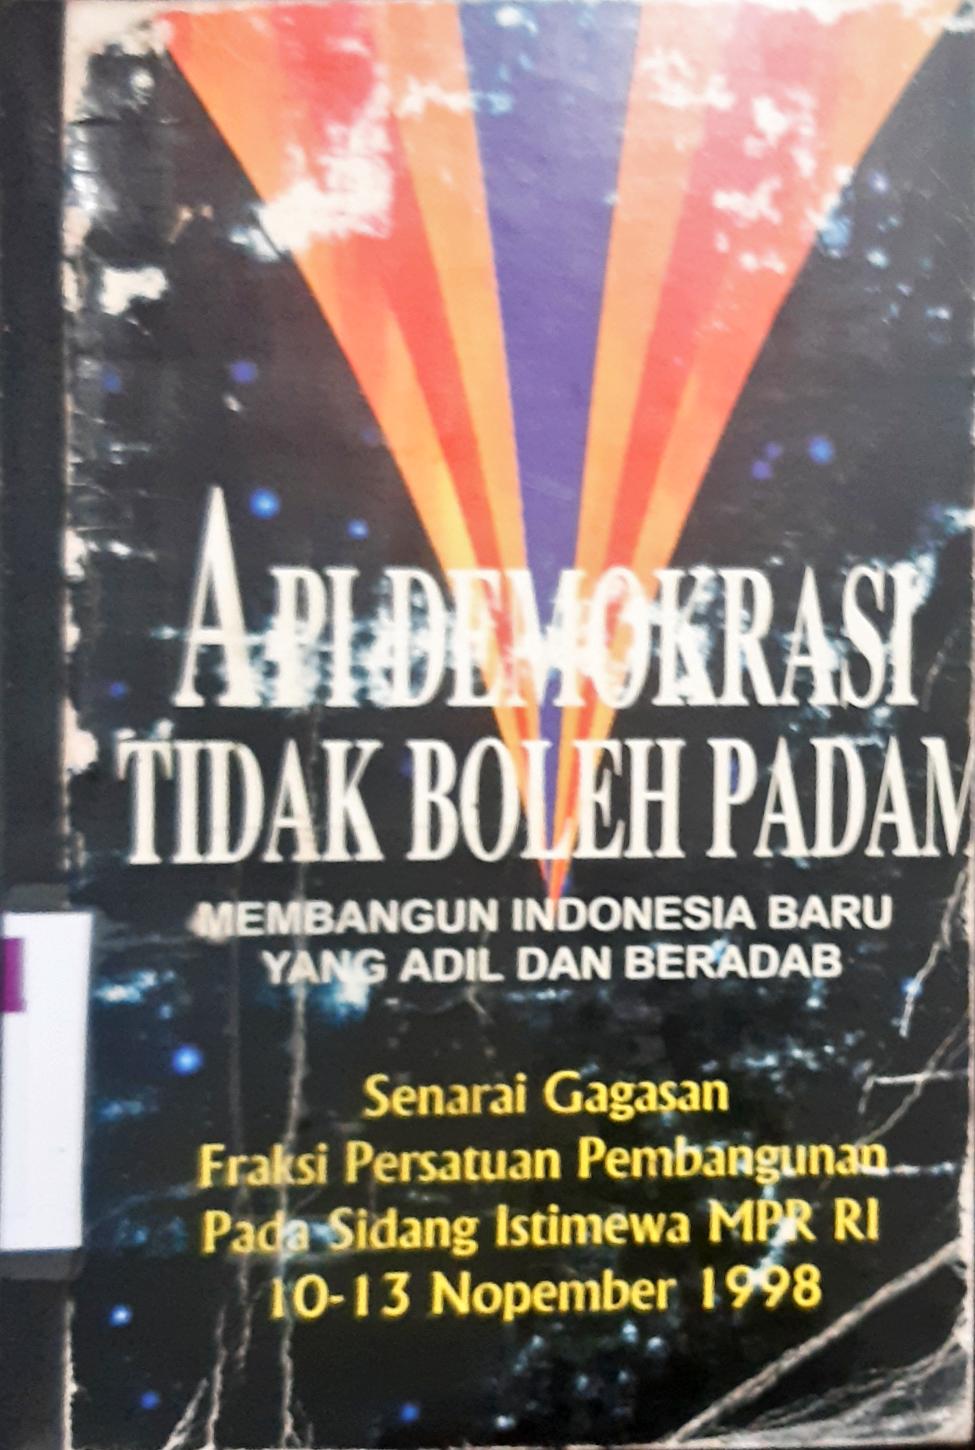 API DEMOKRASI
TIDAK BOLEH PADAM
MEMBANGUN INDONESIA BARU
YANG ADIL DAN BERADAB
Senarai Gagasan
Fraksi Persatuan Pembangunan
Pada Sidang Istimewa MPR RI
10-13 Nopember 1998